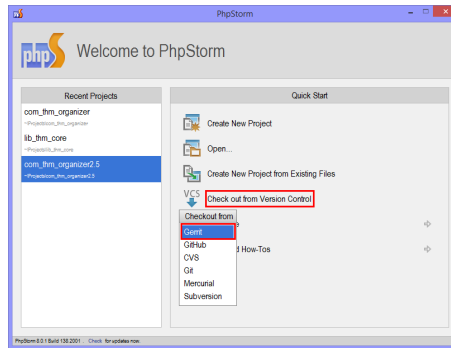 PhpStorm
php
Welcome to PhpStorm
Recent Projects
com_thm_organizer
~/Projects/com_thm_organizer
lib_thm_core
~/Projects/lib_thm_core
com_thm_organizer2.5
~/Projects/com_thm_organizer2.5
Quick Start
Create New Project
Open...
Create New Project from Existing Files
VCS
Check out from Version Control
Checkout from
Gerrit
GitHub
CVS
Git
Mercurial
Subversion
d How-Tos
PhpStorm 8.0.1 Build 138.2001 Check for updates now.